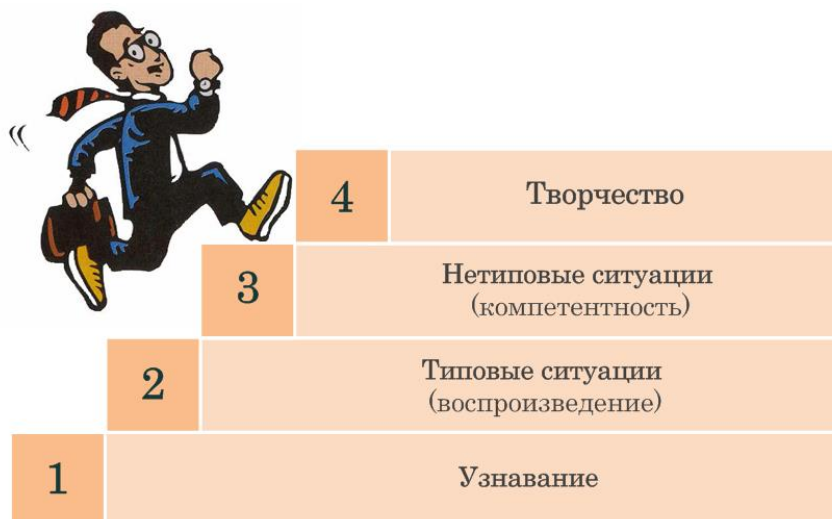 4 Творчество
3 Нетиповые ситуации
(компетентность)
2 Типовые ситуации
(воспроизведение)
1 Узнавание